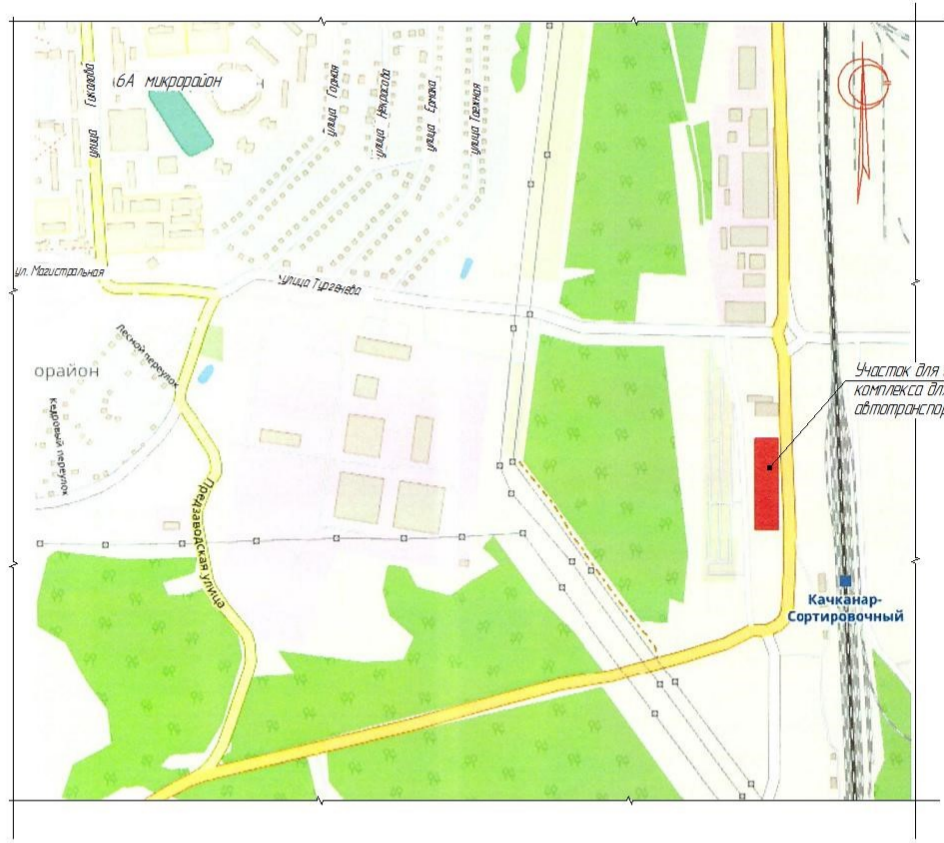 6А микрорайон
улица Гикалова
улица Горная
улица Некрасова
улица Ермака
улица Таежная
ул. Магистральная
улица Тургенева
Лесной переулок
орайон
Кедровый переулок
Предзаводская улица
Участок для
комплекса для
автотранспор
Качканар-
Сортировочный